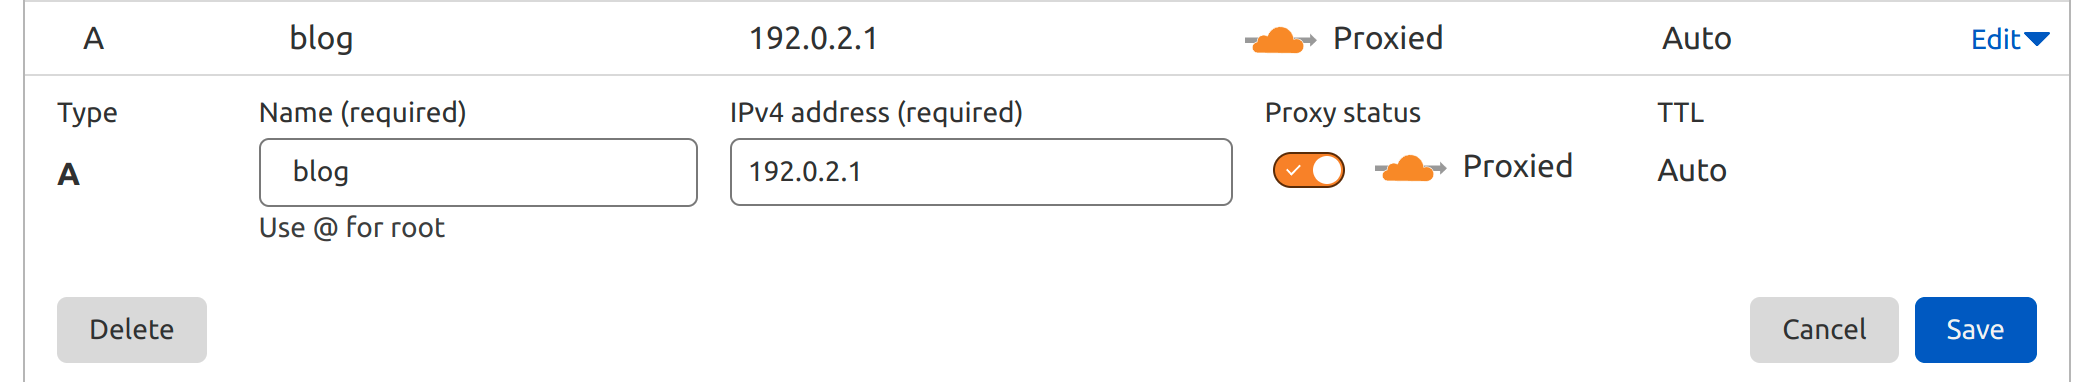 A blog 192.0.2.1 Proxied Auto Edit
Type Name (required) IPv4 address (required) Proxy status TTL
A blog 192.0.2.1 Proxied Auto
Use @ for root
Delete Cancel Save